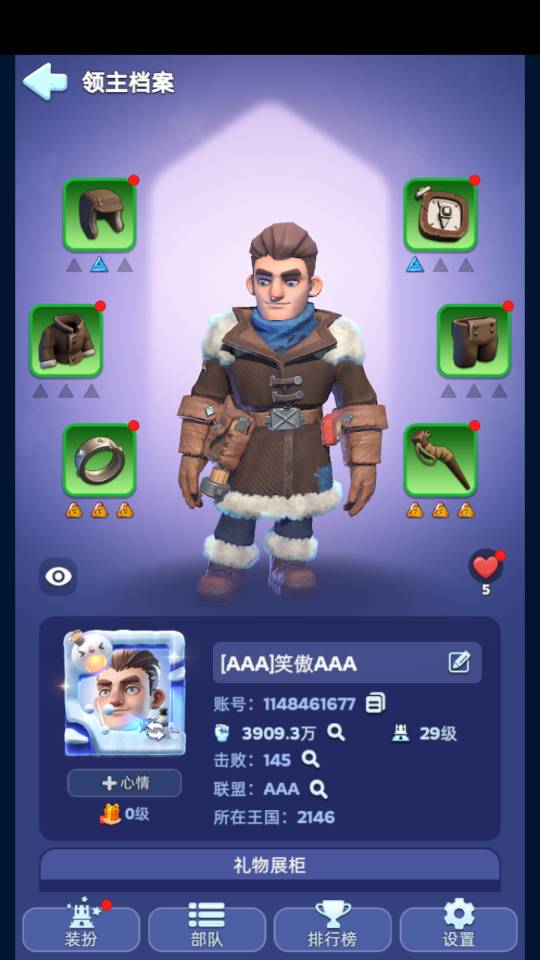 领主档案
5
[AAA]笑傲AAA
账号：1148461677
3909.3万
29级
击败：145
联盟：AAA
所在王国：2146
+心情
0级
礼物展柜
装扮
部队
排行榜
设置